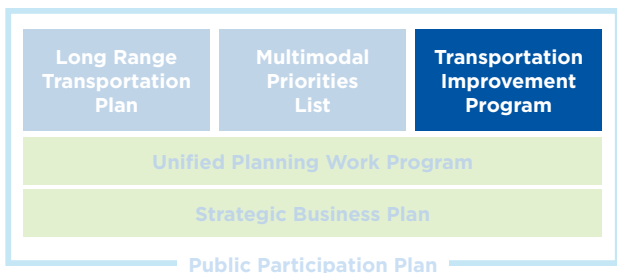 Long Range
Transportation
Plan
Multimodal
Priorities
List
Transportation
Improvement
Program
Unified Planning Work Program
Strategic Business Plan
Public Participation Plan